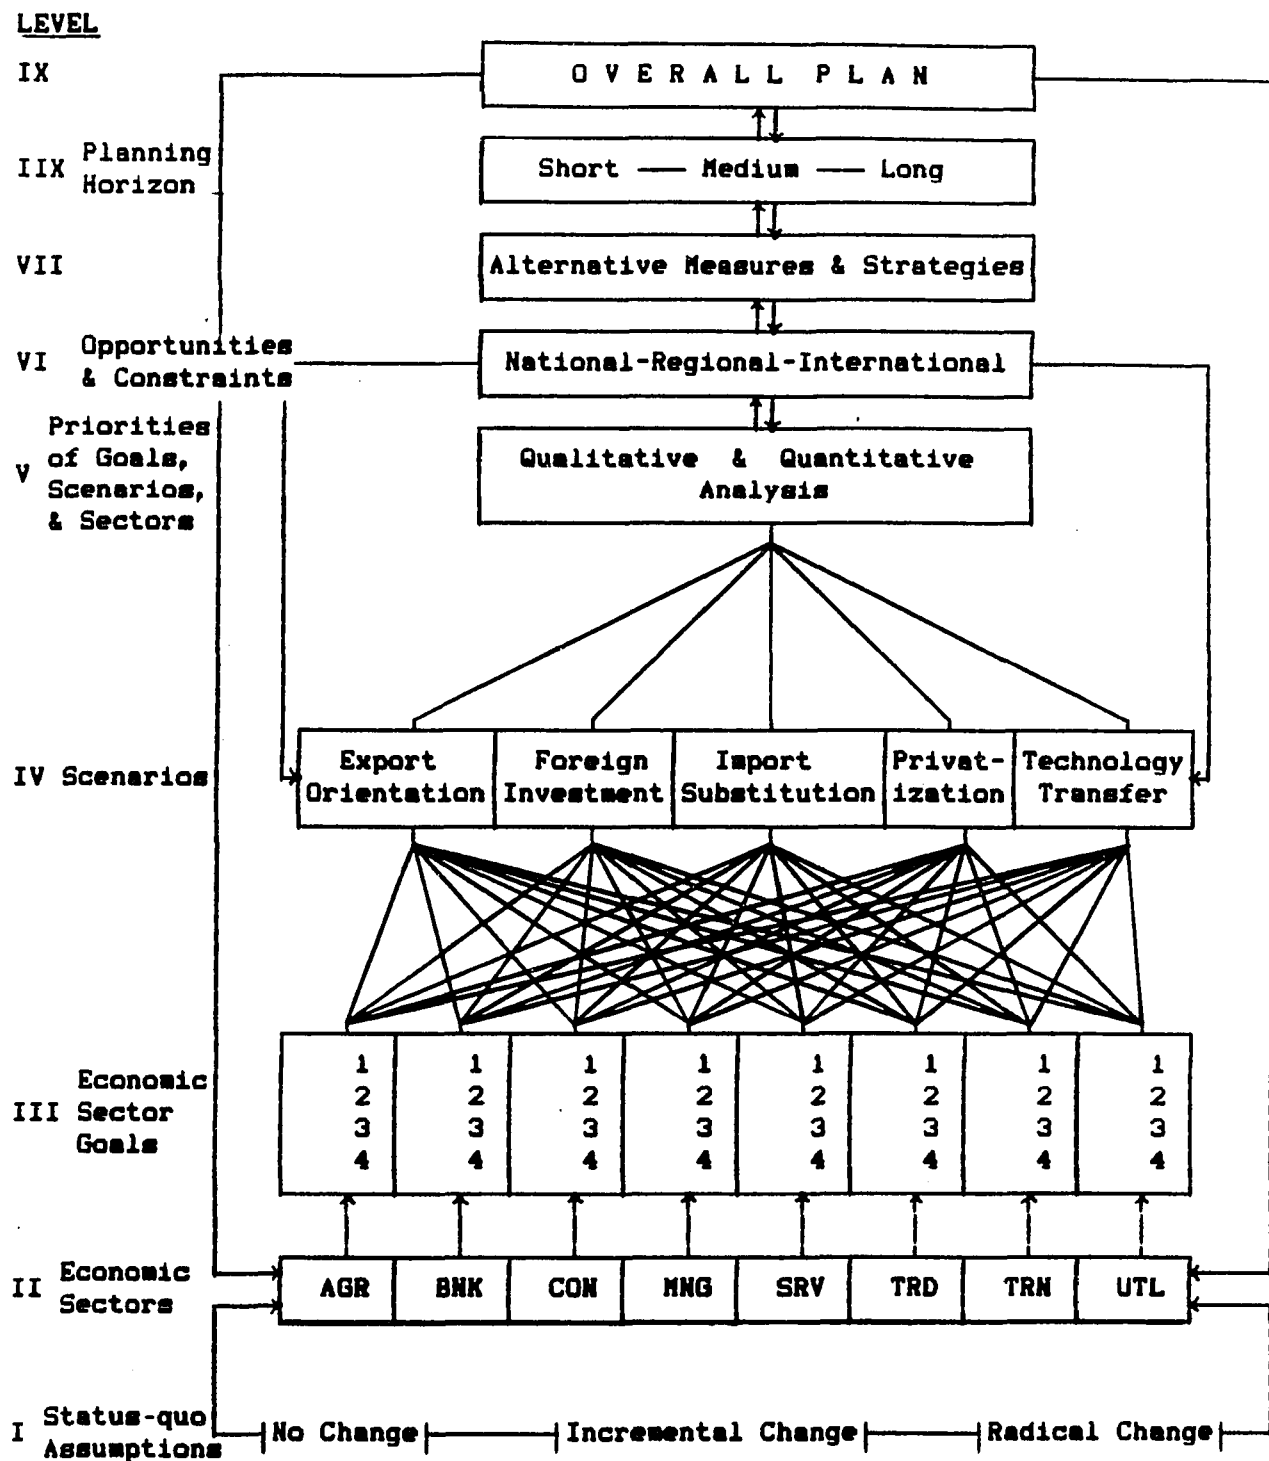 LEVEL
IX
O V E R A L L P L A N
IIX Planning
Horizon
Short — Medium — Long
VII
Alternative Measures & Strategies
VI Opportunities
& Constraints
National-Regional-International
V Priorities
of Goals,
Scenarios,
& Sectors
Qualitative & Quantitative
Analysis
IV Scenarios
Export
Orientation
Foreign
Investment
Import
Substitution
Privat-
ization
Technology
Transfer
III Economic
Sector
Goals
1 1 1 1 1 1 1 1
2 2 2 2 2 2 2 2
3 3 3 3 3 3 3 3
4 4 4 4 4 4 4 4
II Economic
Sectors
AGR BNK CON MNG SRV TRD TRN UTL
I Status-quo
Assumptions
No Change Incremental Change Radical Change